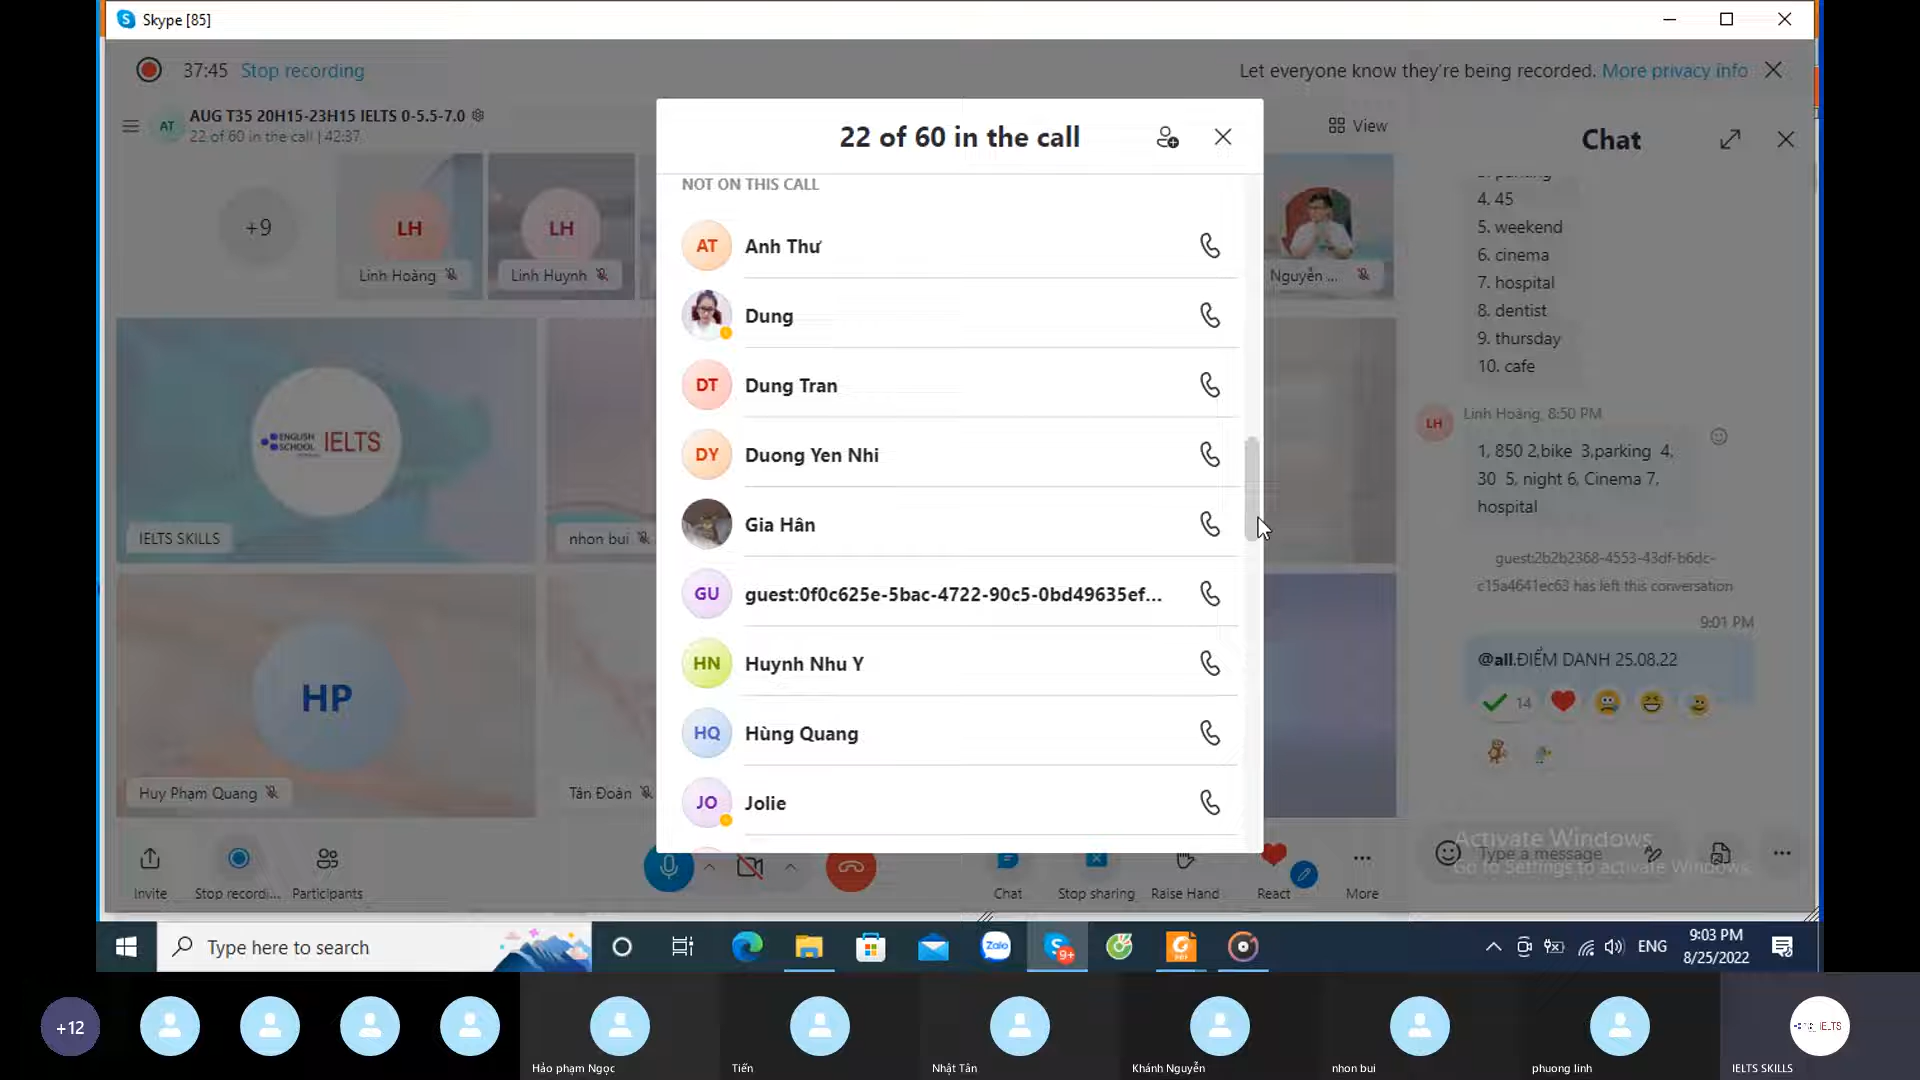 Skype [85]
37:45 Stop recording
Let everyone know they're being recorded. More privacy info
AT
AUG T35 20H15-23H15 IELTS 0-5.5-7.0
22 of 60 in the call | 42:37
View
+9
LH
Linh Hoàng
LH
Linh Huynh
Nguyễn ...
ENGLISH SCHOOL IELTS
IELTS SKILLS
nhon bui
HP
Huy Phạm Quang
Tân Đoàn
22 of 60 in the call
NOT ON THIS CALL
AT Anh Thư
Dung
DT Dung Tran
DY Duong Yen Nhi
Gia Hân
GU guest:0f0c625e-5bac-4722-90c5-0bd49635ef...
HN Huynh Nhu Y
HQ Hùng Quang
JO Jolie
Chat
3. parking
4. 45
5. weekend
6. cinema
7. hospital
8. dentist
9. thursday
10. cafe
LH
Linh Hoàng, 8:50 PM
1, 850 2,bike 3,parking 4,
30 5, night 6, Cinema 7,
hospital
guest:2b2b2368-4553-43df-b6dc-
c15a4641ec63 has left this conversation
9:01 PM
@all.ĐIỂM DANH 25.08.22
14
Activate Windows
Type a message
Go to Settings to activate Windows.
Invite
Stop recordi...
Participants
Chat
Stop sharing
Raise Hand
React
More
Type here to search
Zalo
9+
ENG
9:03 PM
8/25/2022
+12
Hảo phạm Ngọc
Tiến
Nhật Tân
Khánh Nguyễn
nhon bui
phuong linh
IELTS
IELTS SKILLS